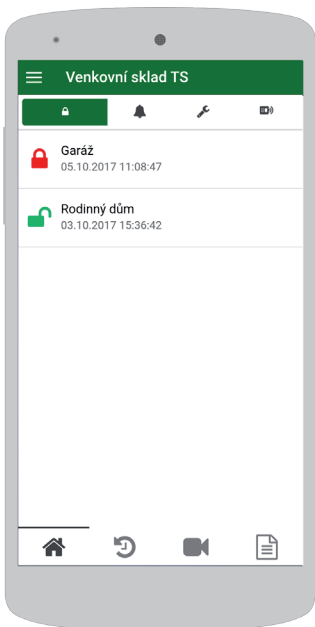 Venkovní sklad TS
Garáž
05.10.2017 11:08:47
Rodinný dům
03.10.2017 15:36:42